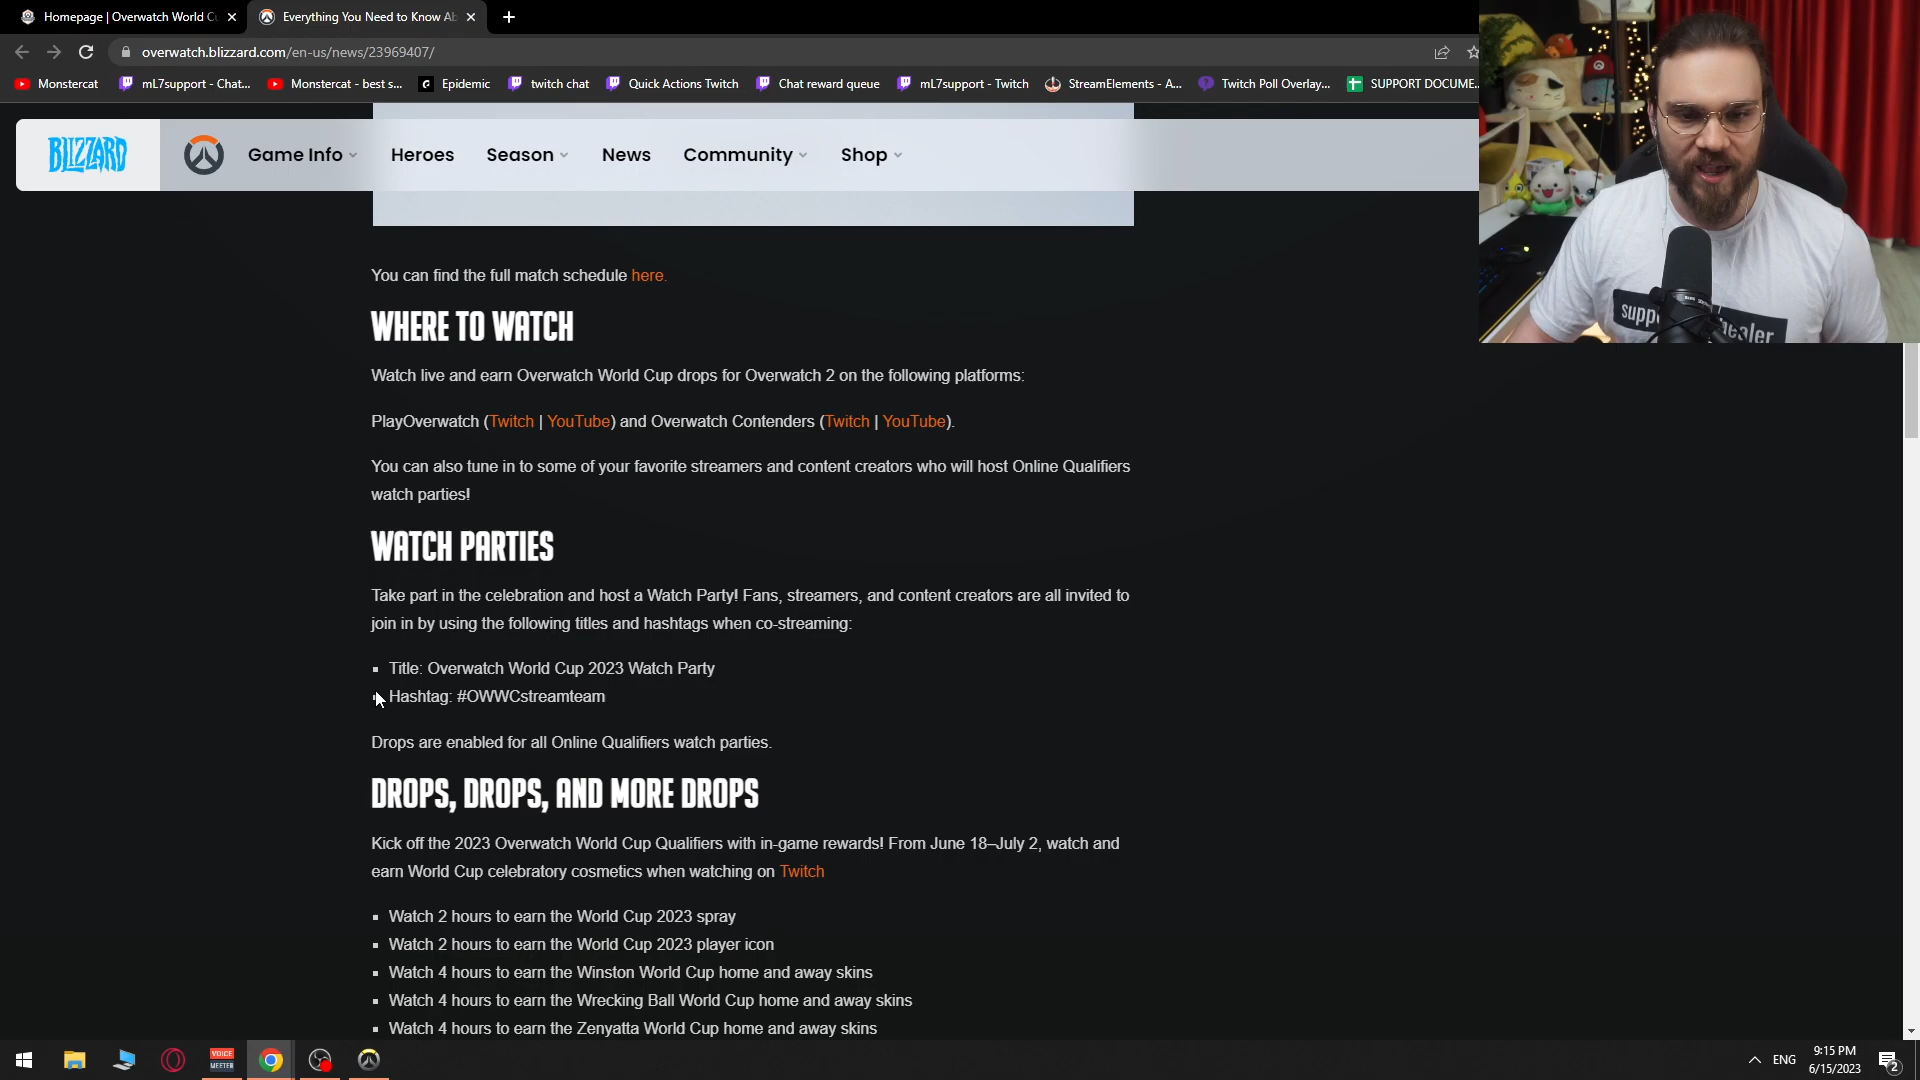 Homepage | Overwatch World Cu
Everything You Need to Know Ab
overwatch.blizzard.com/en-us/news/23969407/
Monstercat
mL7support - Chat...
Monstercat - best s...
Epidemic
twitch chat
Quick Actions Twitch
Chat reward queue
mL7support - Twitch
StreamElements - A...
Twitch Poll Overlay...
SUPPORT DOCUME...
BLIZZARD
Game Info
Heroes
Season
News
Community
Shop
You can find the full match schedule here.
WHERE TO WATCH
Watch live and earn Overwatch World Cup drops for Overwatch 2 on the following platforms:
PlayOverwatch (Twitch | YouTube) and Overwatch Contenders (Twitch | YouTube).
You can also tune in to some of your favorite streamers and content creators who will host Online Qualifiers
watch parties!
WATCH PARTIES
Take part in the celebration and host a Watch Party! Fans, streamers, and content creators are all invited to
join in by using the following titles and hashtags when co-streaming:
Title: Overwatch World Cup 2023 Watch Party
Hashtag: #OWWCstreamteam
Drops are enabled for all Online Qualifiers watch parties.
DROPS, DROPS, AND MORE DROPS
Kick off the 2023 Overwatch World Cup Qualifiers with in-game rewards! From June 18–July 2, watch and
earn World Cup celebratory cosmetics when watching on Twitch
Watch 2 hours to earn the World Cup 2023 spray
Watch 2 hours to earn the World Cup 2023 player icon
Watch 4 hours to earn the Winston World Cup home and away skins
Watch 4 hours to earn the Wrecking Ball World Cup home and away skins
Watch 4 hours to earn the Zenyatta World Cup home and away skins
VOICE
MEETER
ENG
9:15 PM
6/15/2023
2